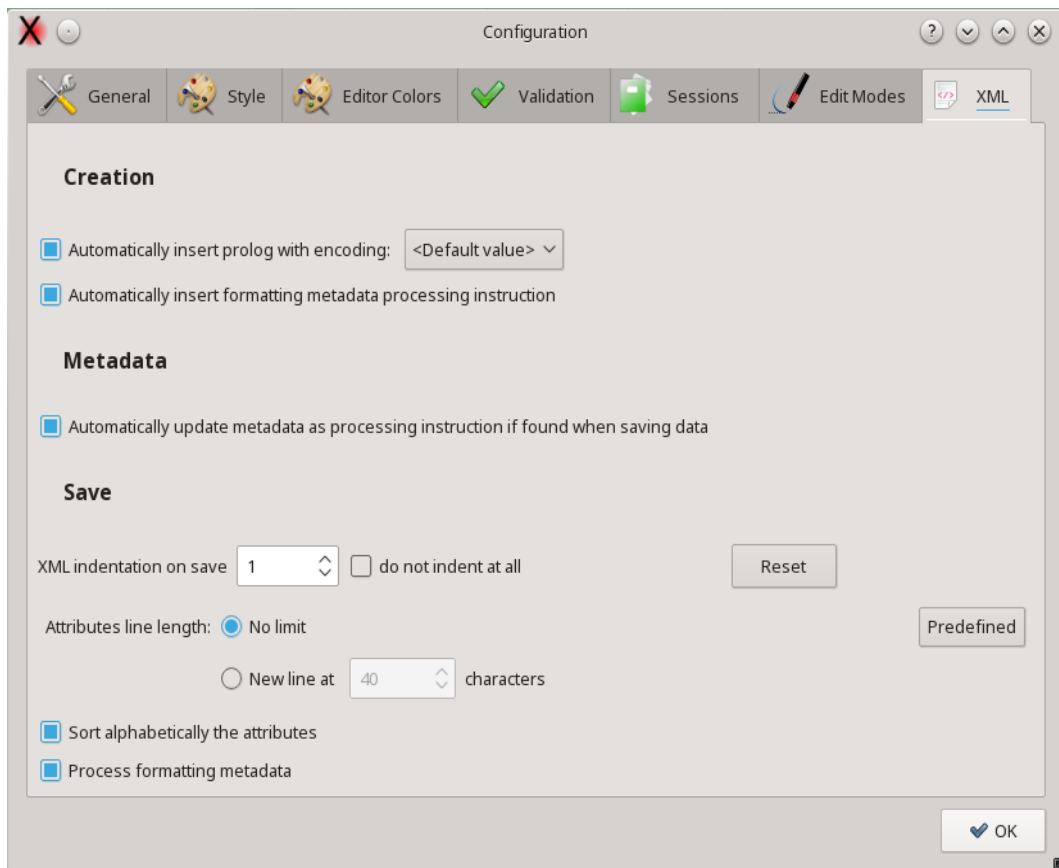 Configuration
General Style Editor Colors Validation Sessions Edit Modes XML
Creation
Automatically insert prolog with encoding: <Default value>
Automatically insert formatting metadata processing instruction
Metadata
Automatically update metadata as processing instruction if found when saving data
Save
XML indentation on save 1 do not indent at all Reset
Attributes line length: No limit Predefined
New line at 40 characters
Sort alphabetically the attributes
Process formatting metadata
OK